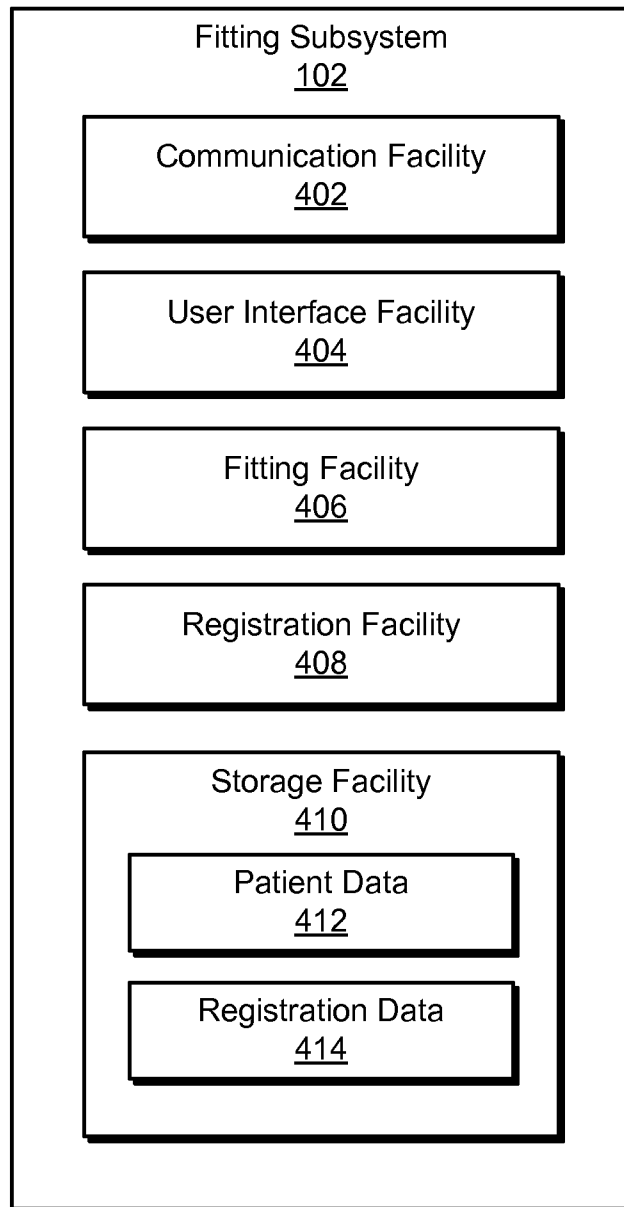 Fitting Subsystem
102
Communication Facility
402
User Interface Facility
404
Fitting Facility
406
Registration Facility
408
Storage Facility
410
Patient Data
412
Registration Data
414